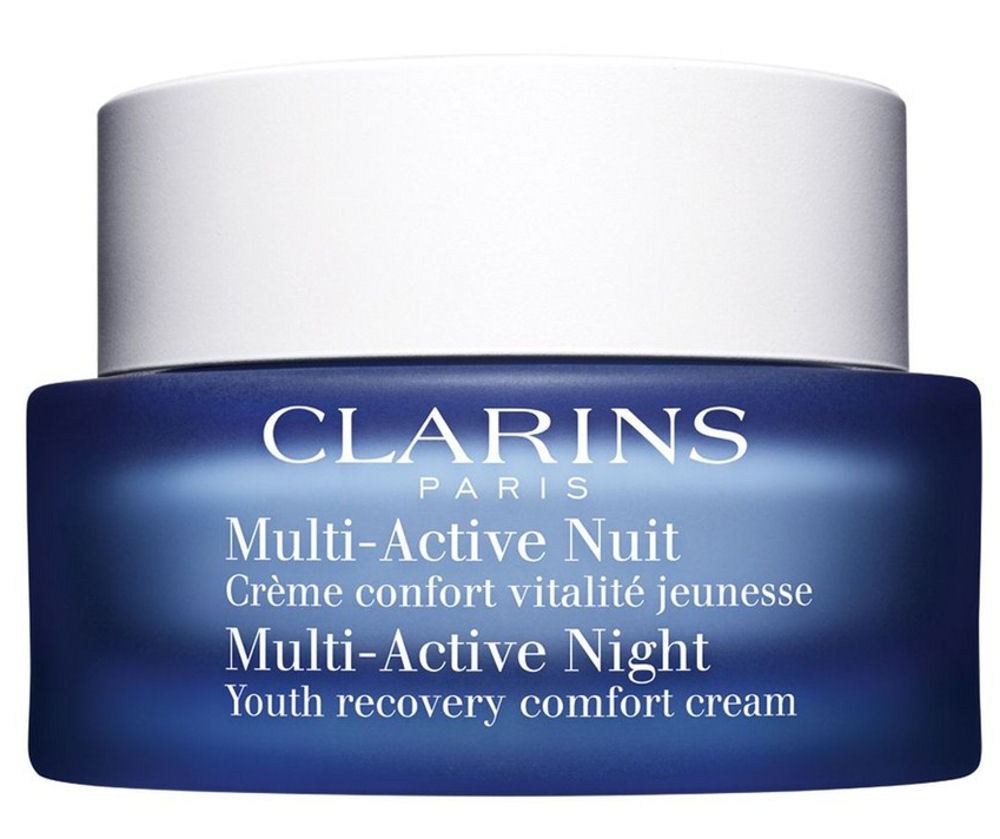 CLARINS
PARIS
Multi-Active Nuit
Crème confort vitalité jeunesse
Multi-Active Night
Youth recovery comfort cream